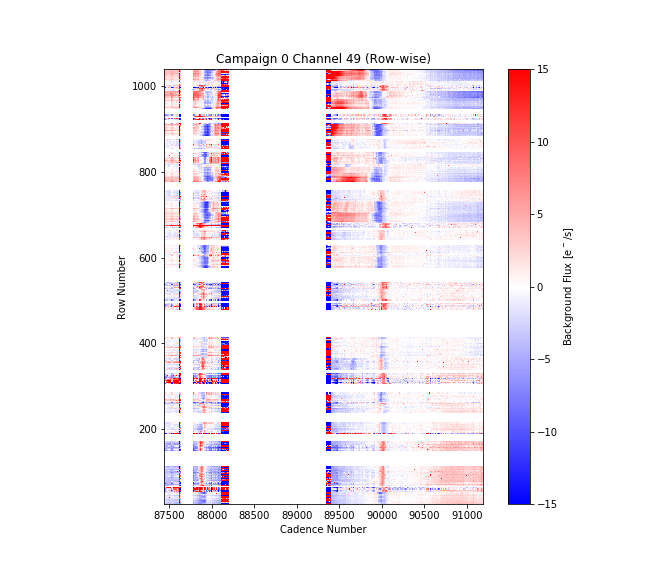 Campaign 0 Channel 49 (Row-wise)
1000
800
600
400
200
Row Number
87500 88000 88500 89000 89500 90000 90500 91000
Cadence Number
15
10
5
0
−5
−10
−15
Background Flux [e⁻/s]